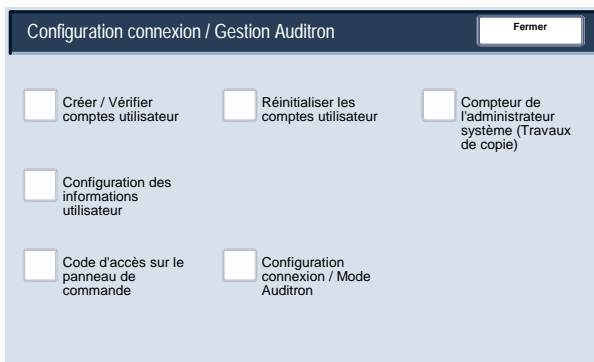 Configuration connexion / Gestion Auditron
Fermer
Créer / Vérifier
comptes utilisateur
Réinitialiser les
comptes utilisateur
Compteur de
l'administrateur
système (Travaux
de copie)
Configuration des
informations
utilisateur
Code d'accès sur le
panneau de
commande
Configuration
connexion / Mode
Auditron